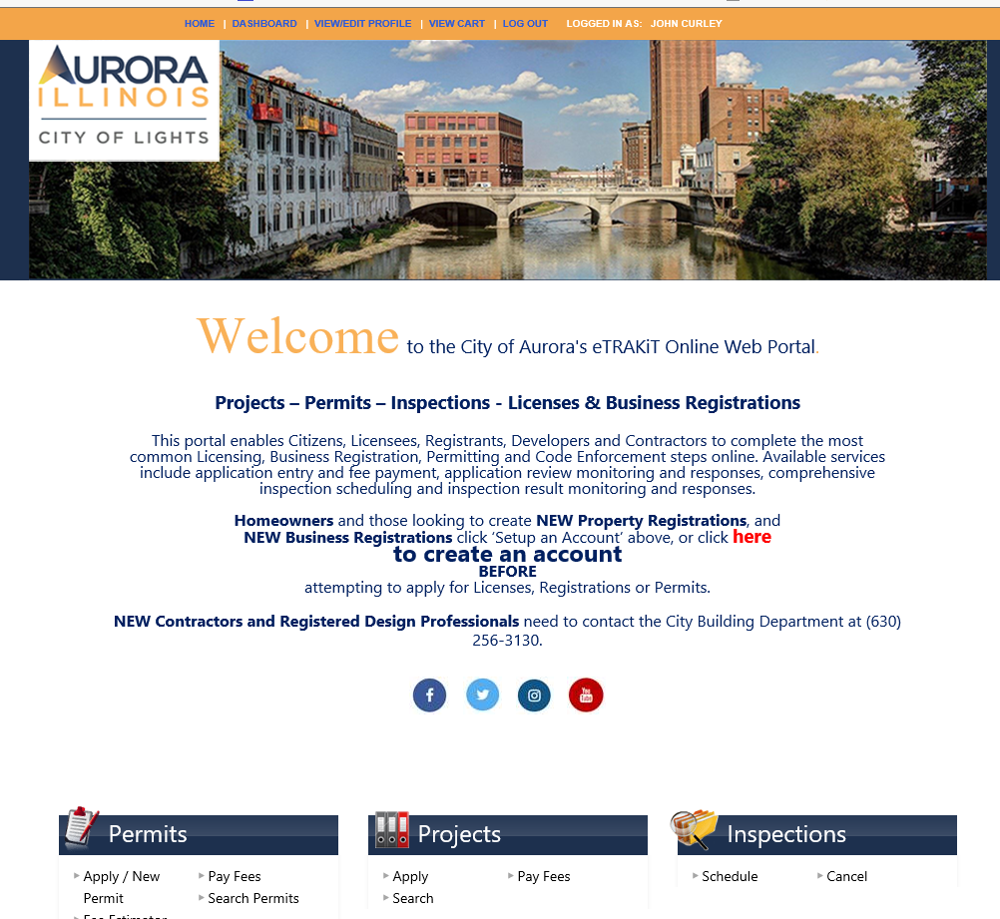 HOME | DASHBOARD | VIEW/EDIT PROFILE | VIEW CART | LOG OUT LOGGED IN AS: JOHN CURLEY
AURORA
ILLINOIS
CITY OF LIGHTS
Welcome to the City of Aurora's eTRAKiT Online Web Portal.
Projects – Permits – Inspections - Licenses & Business Registrations
This portal enables Citizens, Licensees, Registrants, Developers and Contractors to complete the most
common Licensing, Business Registration, Permitting and Code Enforcement steps online. Available services
include application entry and fee payment, application review monitoring and responses, comprehensive
inspection scheduling and inspection result monitoring and responses.
Homeowners and those looking to create NEW Property Registrations, and
NEW Business Registrations click ‘Setup an Account’ above, or click here
to create an account
BEFORE
attempting to apply for Licenses, Registrations or Permits.
NEW Contractors and Registered Design Professionals need to contact the City Building Department at (630)
256-3130.
You Tube
Permits
Apply / New
Permit
Fee Estimator
Pay Fees
Search Permits
Projects
Apply
Search
Pay Fees
Inspections
Schedule
Cancel